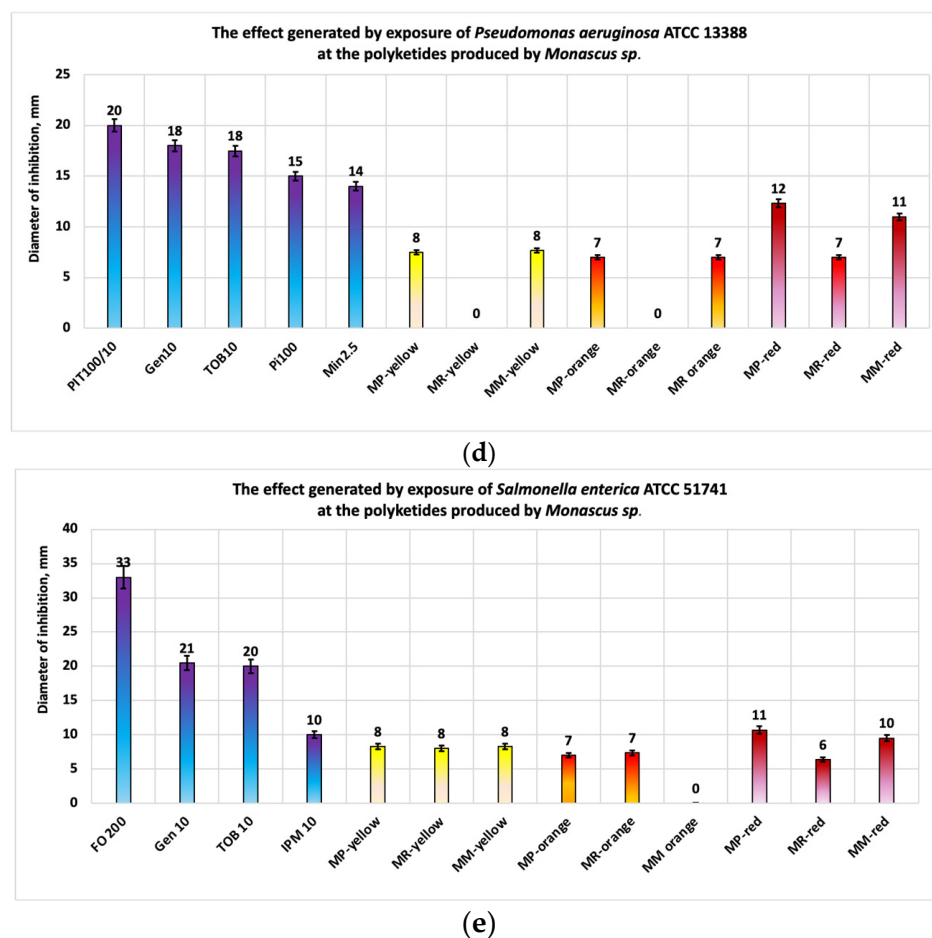 The effect generated by exposure of Pseudomonas aeruginosa ATCC 13388
at the polyketides produced by Monascus sp.
Diameter of inhibition, mm
25
20
15
10
5
0
20
18
18
15
14
8
0
8
7
0
7
12
7
11
PIT100/10
Gen10
TOB10
Pi100
Min2.5
MP-yellow
MR-yellow
MM-yellow
MP-orange
MR-orange
MR orange
MP-red
MR-red
MM-red
(d)
The effect generated by exposure of Salmonella enterica ATCC 51741
at the polyketides produced by Monascus sp.
Diameter of inhibition, mm
40
35
30
25
20
15
10
5
0
33
21
20
10
8
8
8
7
7
0
11
6
10
FO 200
Gen 10
TOB 10
IPM 10
MP-yellow
MR-yellow
MM-yellow
MP-orange
MR-orange
MM orange
MP-red
MR-red
MM-red
(e)